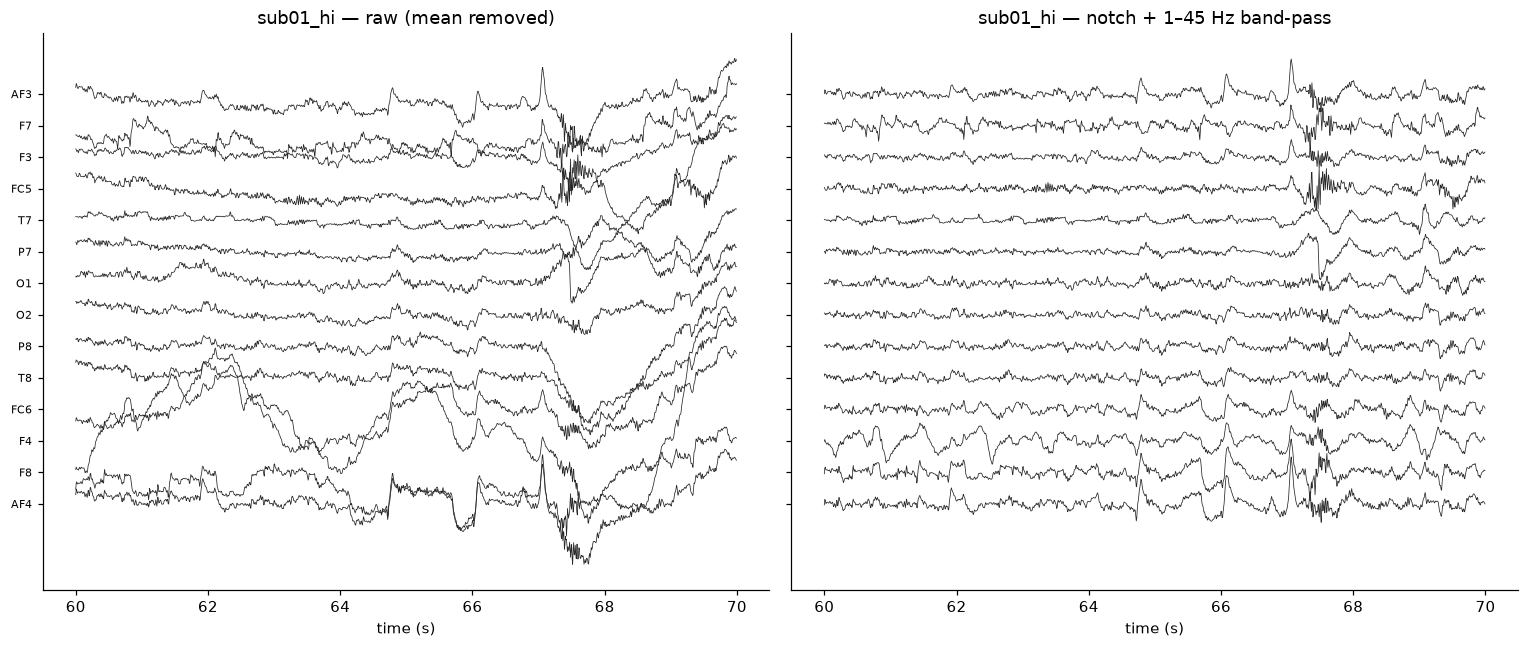 sub01_hi — raw (mean removed)
AF3
F7
F3
FC5
T7
P7
O1
O2
P8
T8
FC6
F4
F8
AF4
60 62 64 66 68 70
time (s)
sub01_hi — notch + 1–45 Hz band-pass
60 62 64 66 68 70
time (s)